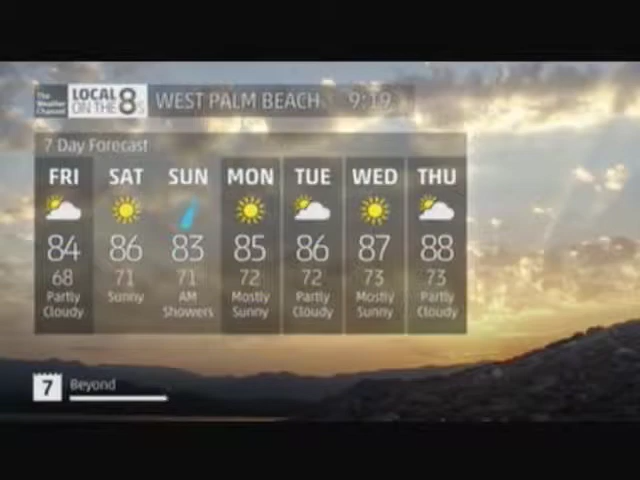 The Weather Channel
LOCAL ON THE 8s
WEST PALM BEACH 9:19
7 Day Forecast
FRI SAT SUN MON TUE WED THU
84 86 83 85 86 87 88
68 71 71 72 72 73 73
Partly Cloudy Sunny AM Showers Mostly Sunny Partly Cloudy Mostly Sunny Partly Cloudy
7 Beyond